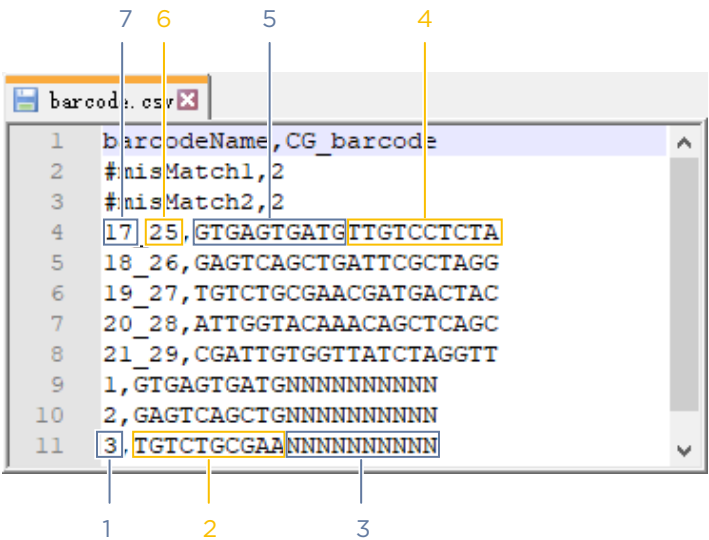 7 6 5 4
barcode.csv
1 barcodeName,CG_barcode
2 #misMatch1,2
3 #misMatch2,2
4 17_25,GTGAGTGATGTTGTCCTCTA
5 18_26,GAGTCAGCTGATTCGCTAGG
6 19_27,TGTCTGCGAACGATGACTAC
7 20_28,ATTGGTACAAACAGCTCAGC
8 21_29,CGATTGTGGTTATCTAGGTT
9 1,GTGAGTGATGNNNNNNNNNN
10 2,GAGTCAGCTGNNNNNNNNNN
11 3,TGTCTGCGAANNNNNNNNNN
1 2 3